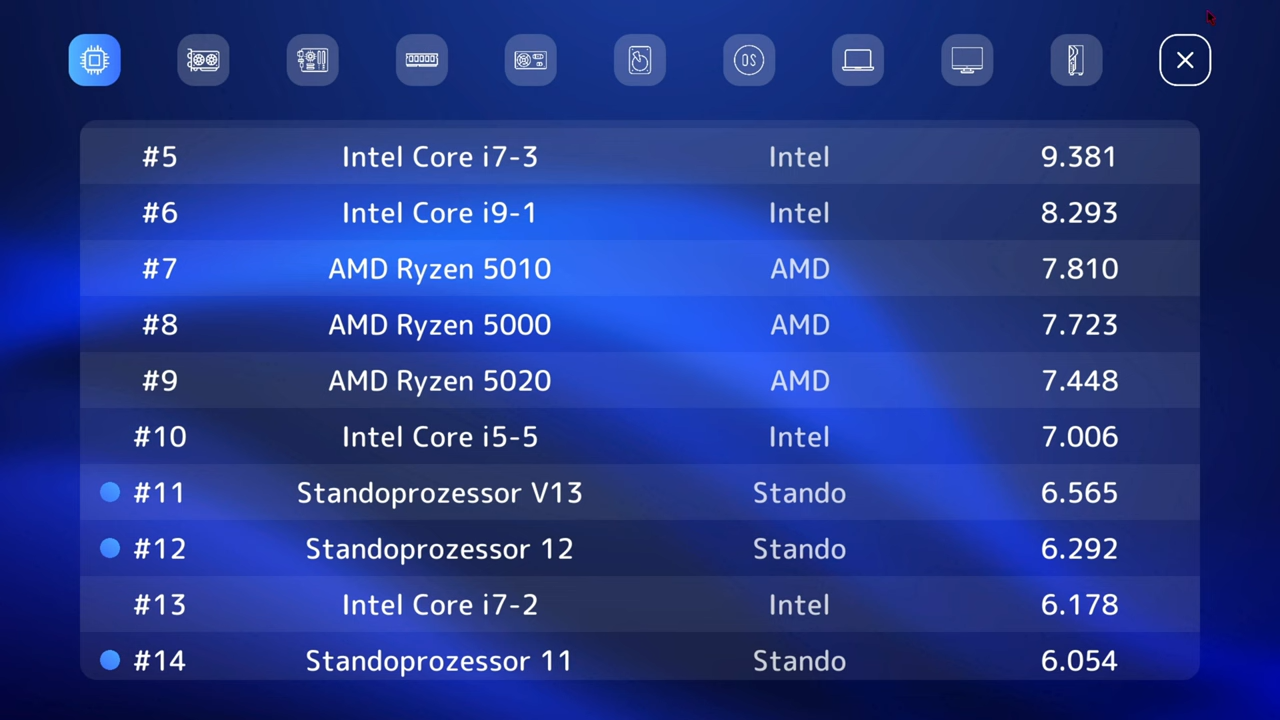 OS
#5 Intel Core i7-3 Intel 9.381
#6 Intel Core i9-1 Intel 8.293
#7 AMD Ryzen 5010 AMD 7.810
#8 AMD Ryzen 5000 AMD 7.723
#9 AMD Ryzen 5020 AMD 7.448
#10 Intel Core i5-5 Intel 7.006
#11 Standoprozessor V13 Stando 6.565
#12 Standoprozessor 12 Stando 6.292
#13 Intel Core i7-2 Intel 6.178
#14 Standoprozessor 11 Stando 6.054